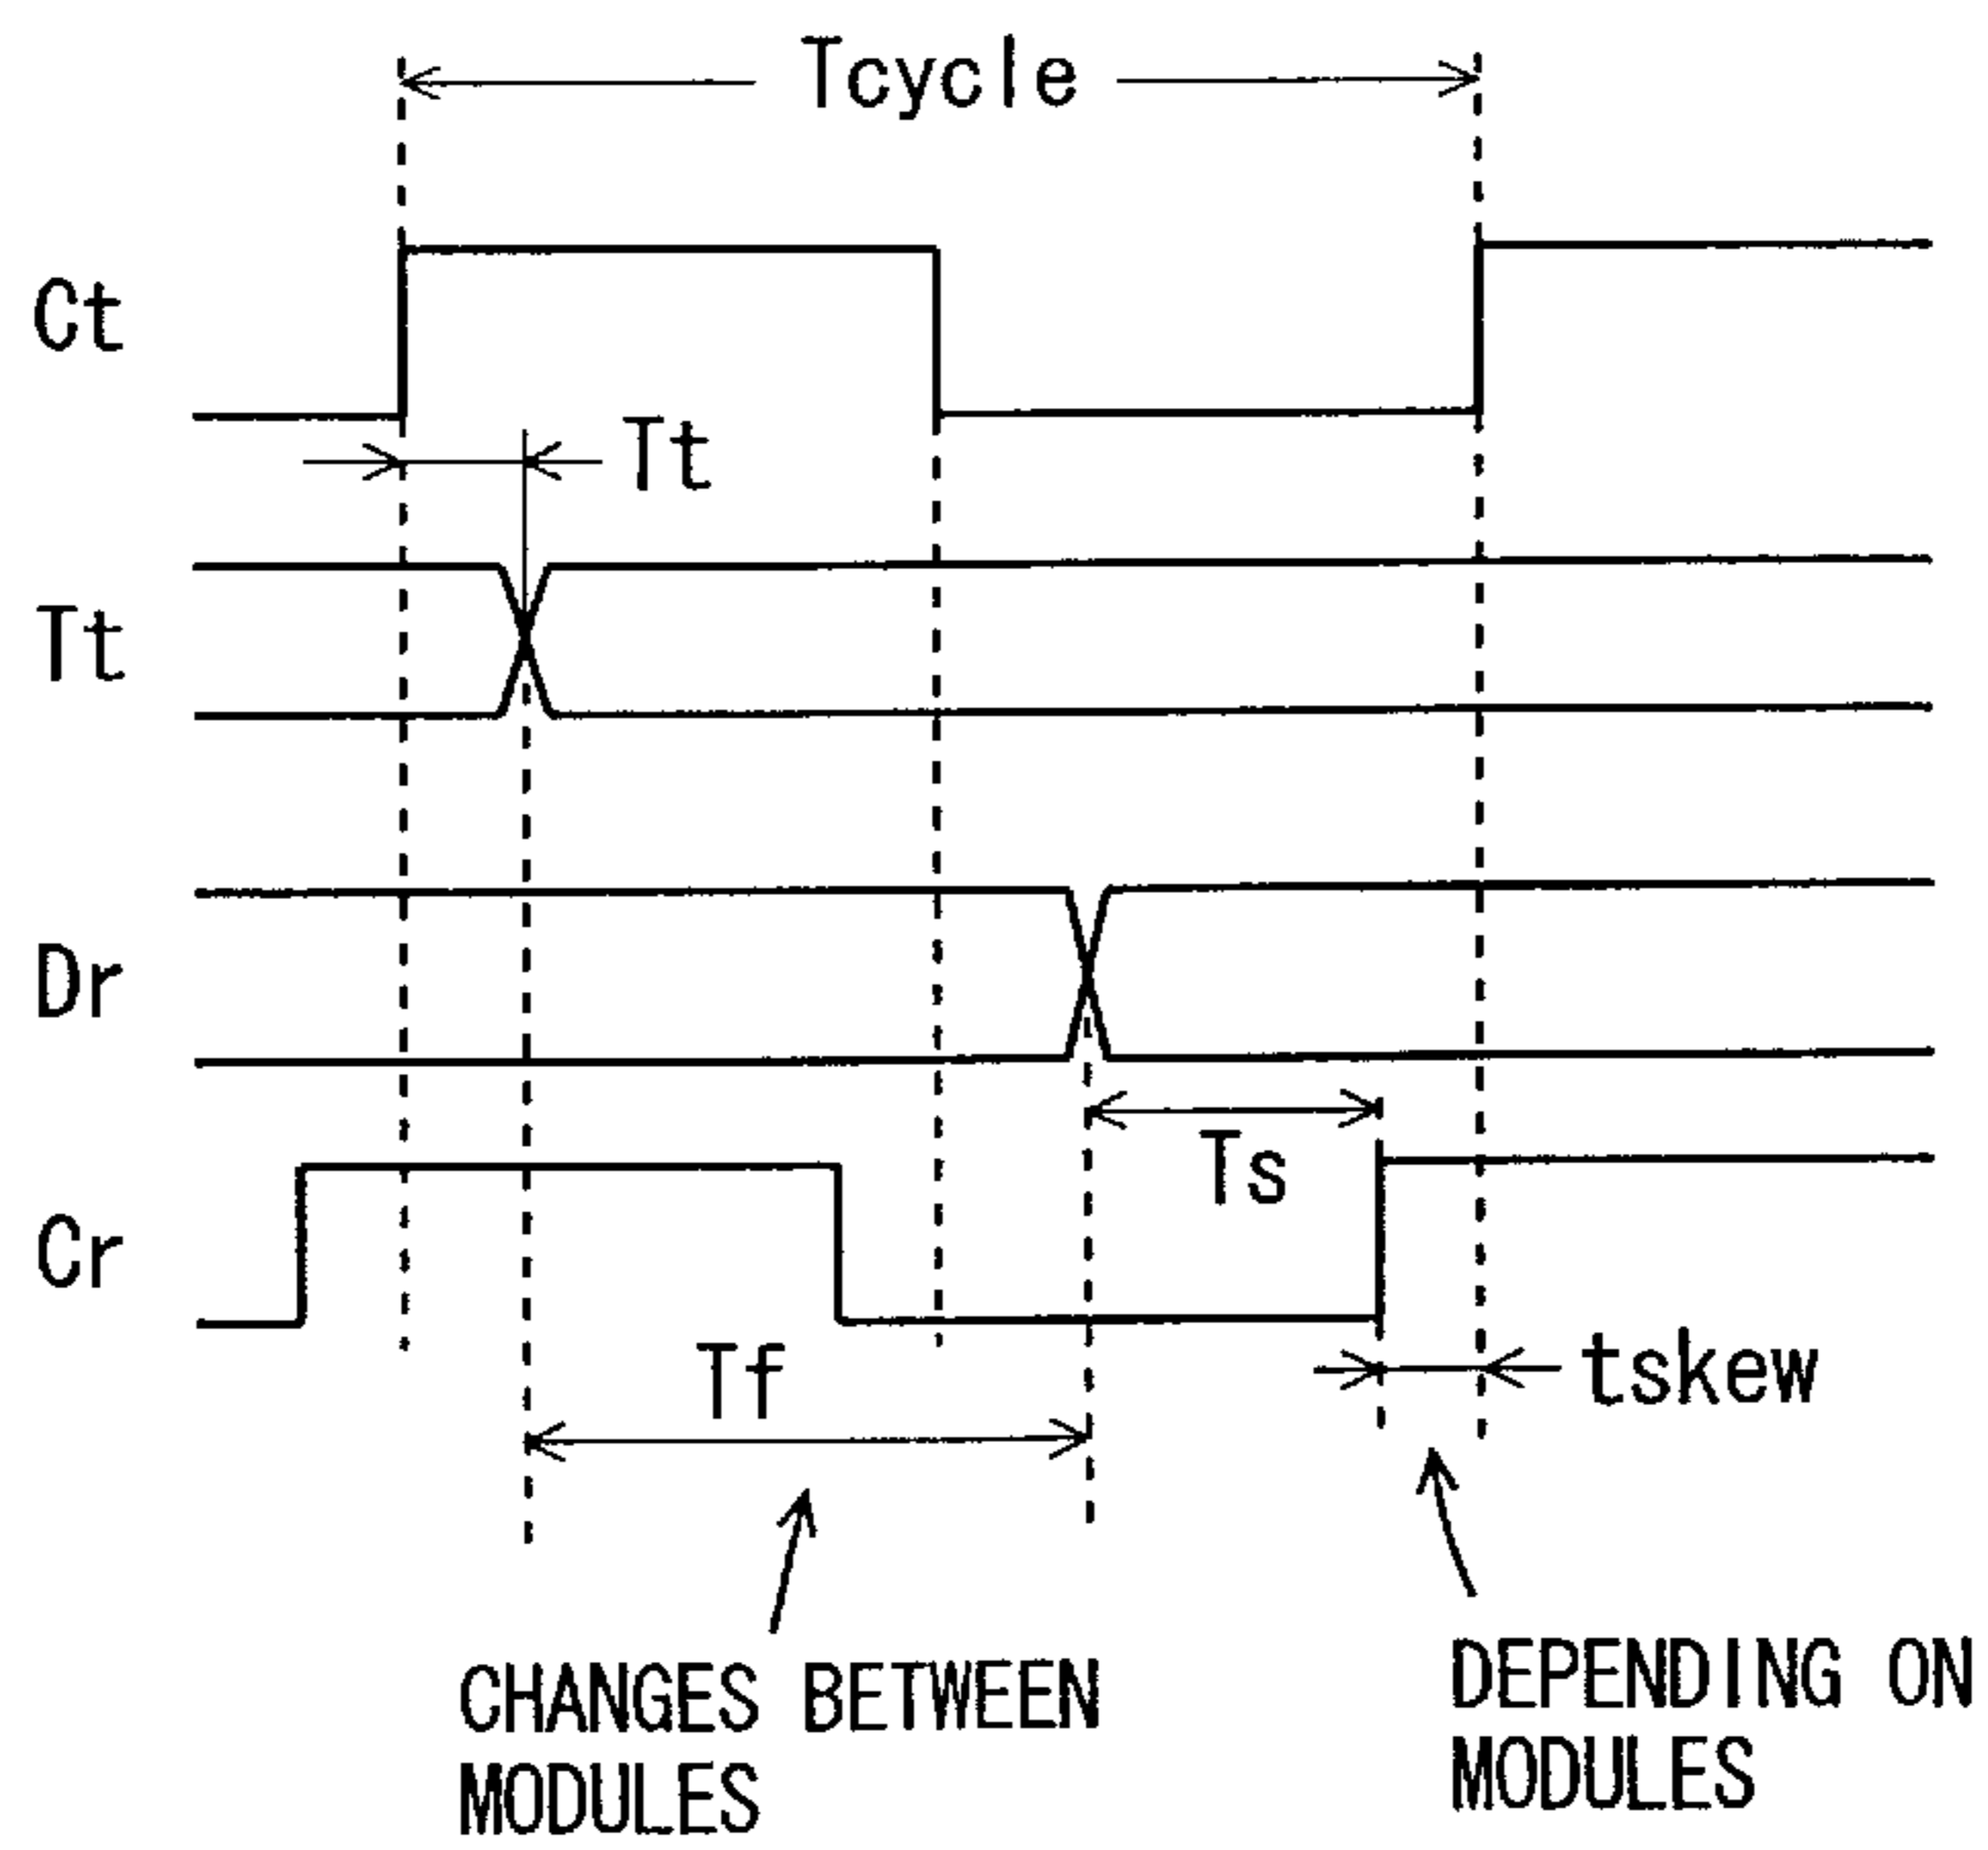 Tcycle
Ct
Tt
Tt
Dr
Ts
Cr
Tf
tskew
CHANGES BETWEEN
MODULES
DEPENDING ON
MODULES